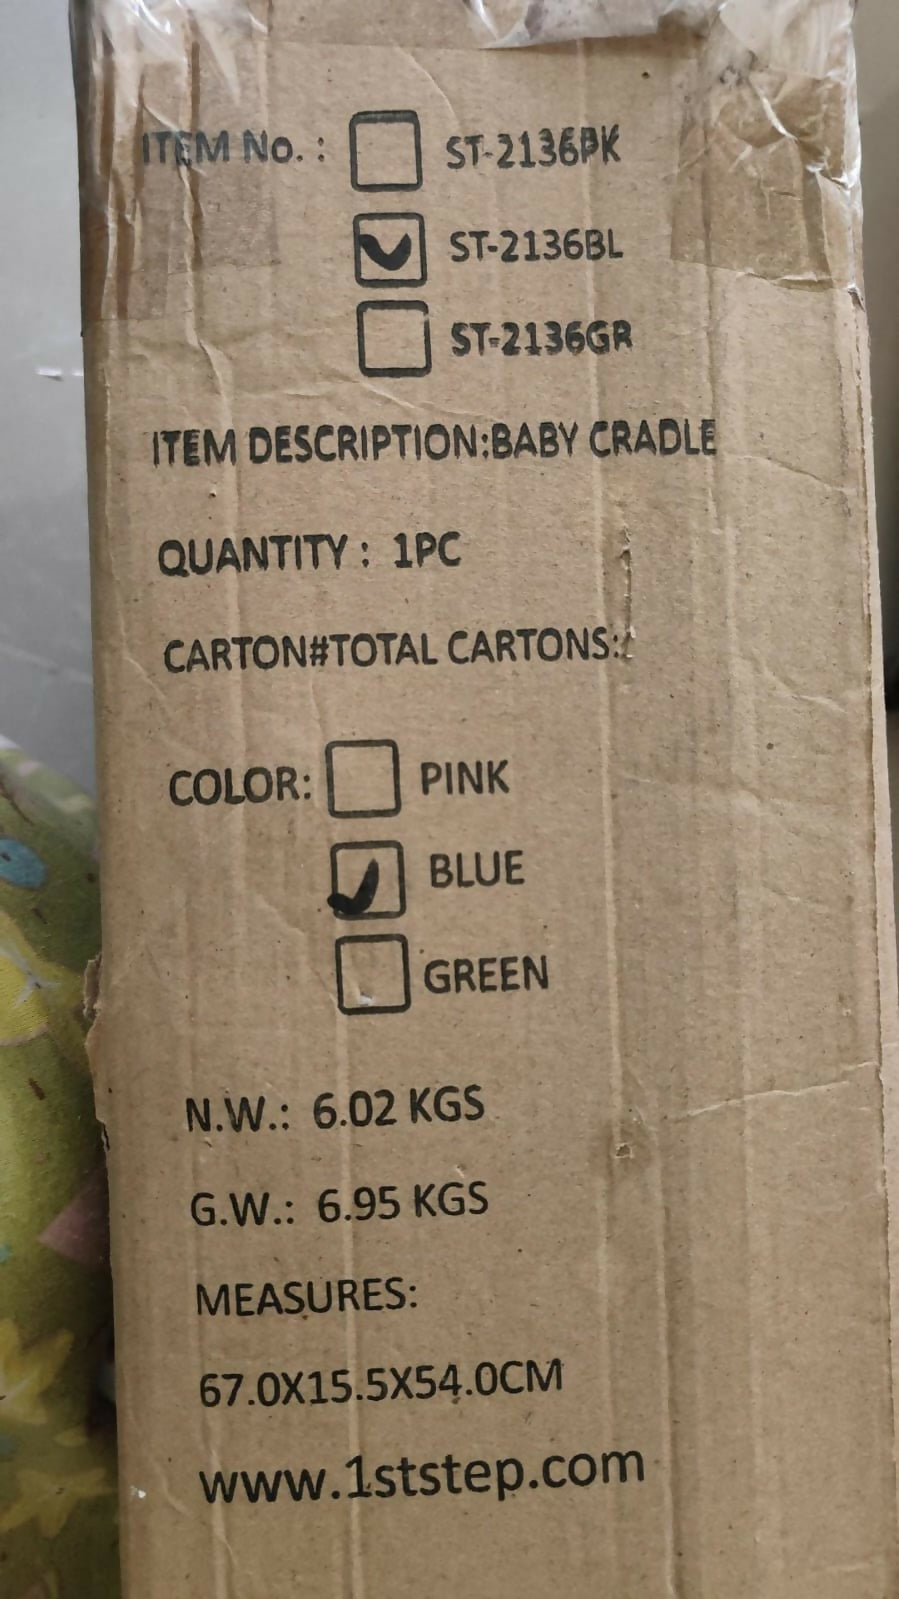 ITEM No. : ST-2136PK
ST-2136BL
ST-2136GR
ITEM DESCRIPTION:BABY CRADLE
QUANTITY : 1PC
CARTON#TOTAL CARTONS:
COLOR: PINK
BLUE
GREEN
N.W.: 6.02 KGS
G.W.: 6.95 KGS
MEASURES:
67.0X15.5X54.0CM
www.1ststep.com